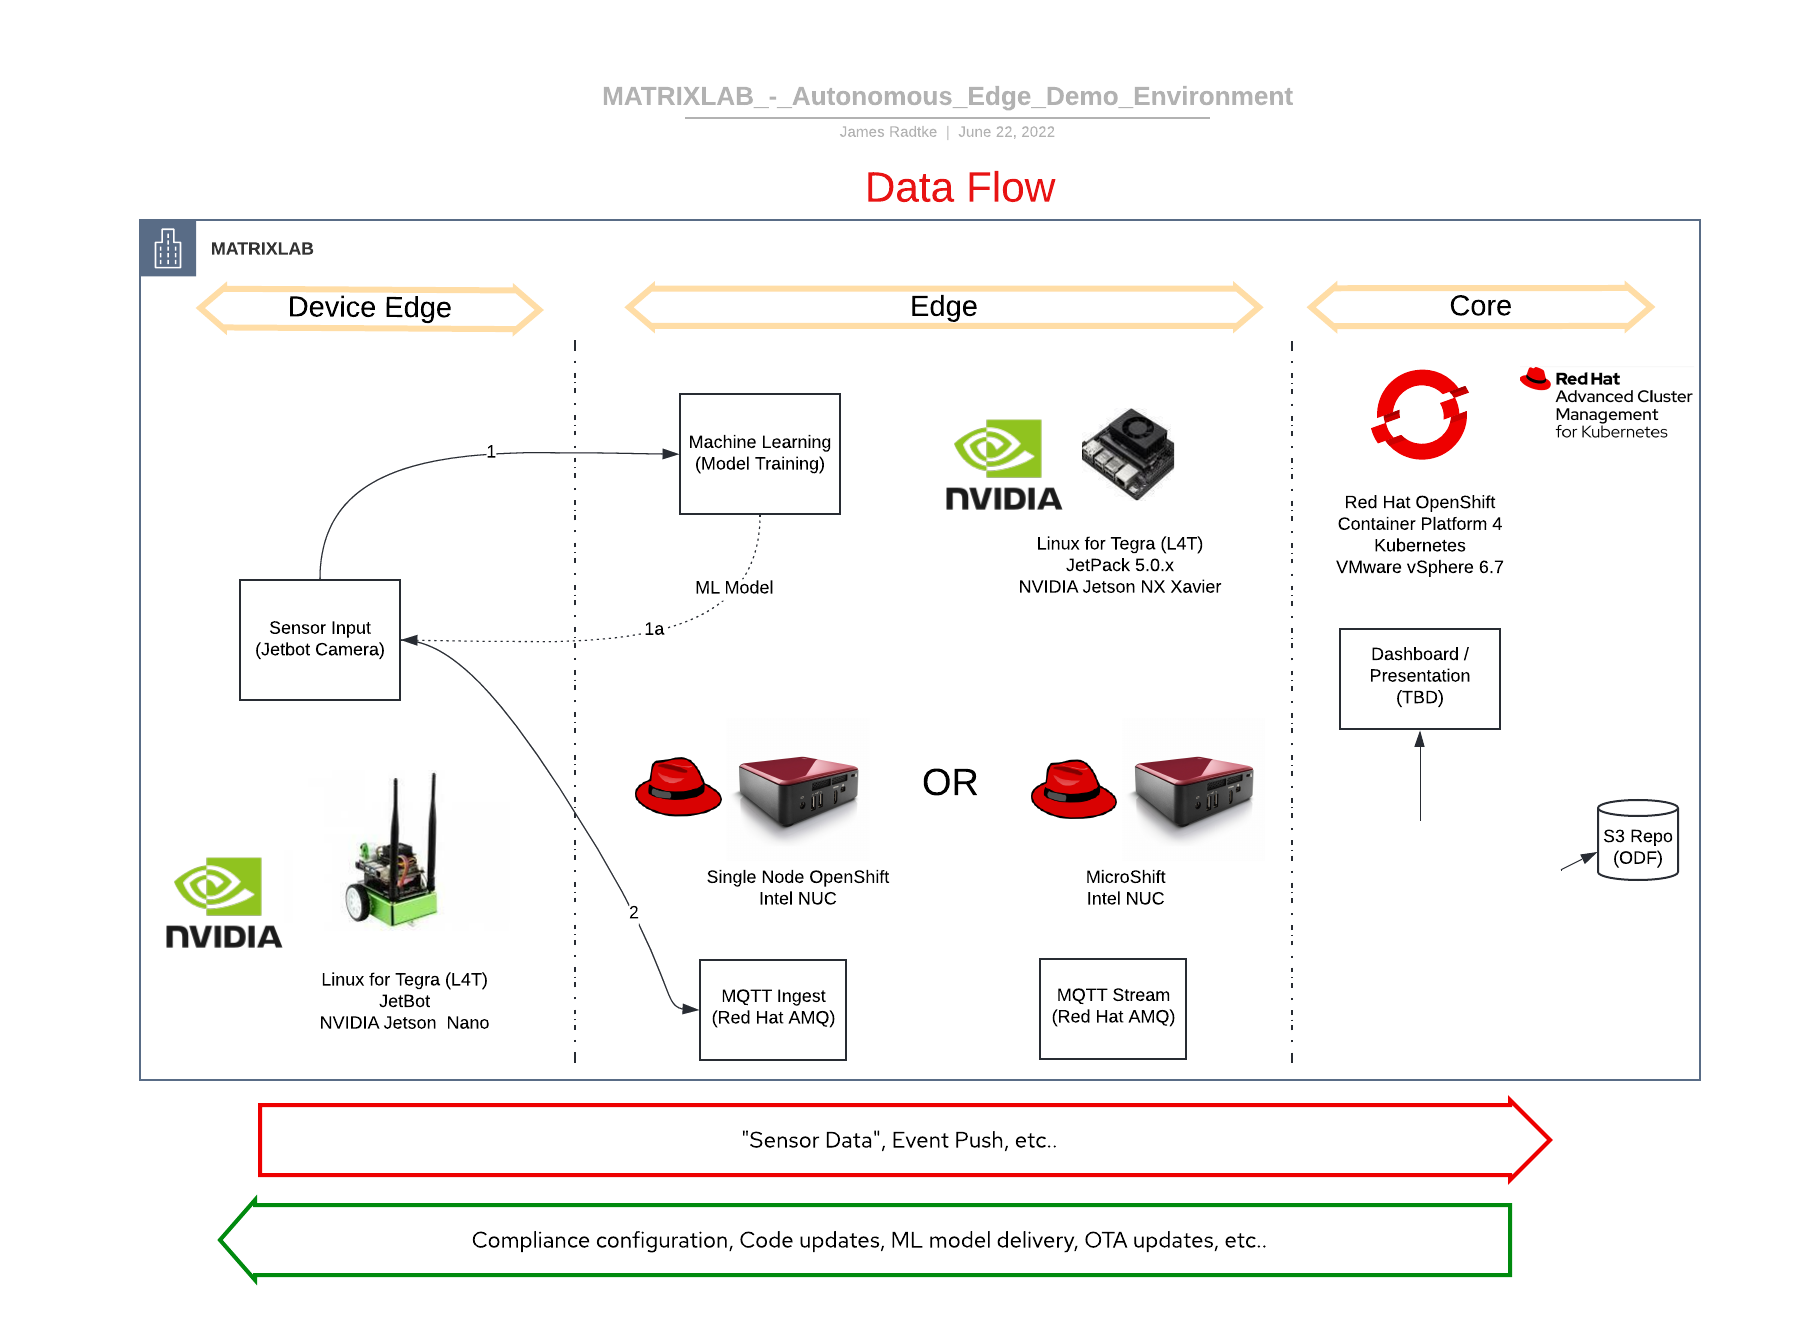 MATRIXLAB_-_Autonomous_Edge_Demo_Environment
James Radtke | June 22, 2022
Data Flow
MATRIXLAB
Device Edge
Edge
Core
Machine Learning
(Model Training)
1
ML Model
1a
Sensor Input
(Jetbot Camera)
NVIDIA
Linux for Tegra (L4T)
JetPack 5.0.x
NVIDIA Jetson NX Xavier
Red Hat
Advanced Cluster
Management
for Kubernetes
Red Hat OpenShift
Container Platform 4
Kubernetes
VMware vSphere 6.7
Dashboard /
Presentation
(TBD)
S3 Repo
(ODF)
OR
Single Node OpenShift
Intel NUC
MicroShift
Intel NUC
2
NVIDIA
Linux for Tegra (L4T)
JetBot
NVIDIA Jetson  Nano
MQTT Ingest
(Red Hat AMQ)
MQTT Stream
(Red Hat AMQ)
"Sensor Data", Event Push, etc..
Compliance configuration, Code updates, ML model delivery, OTA updates, etc..